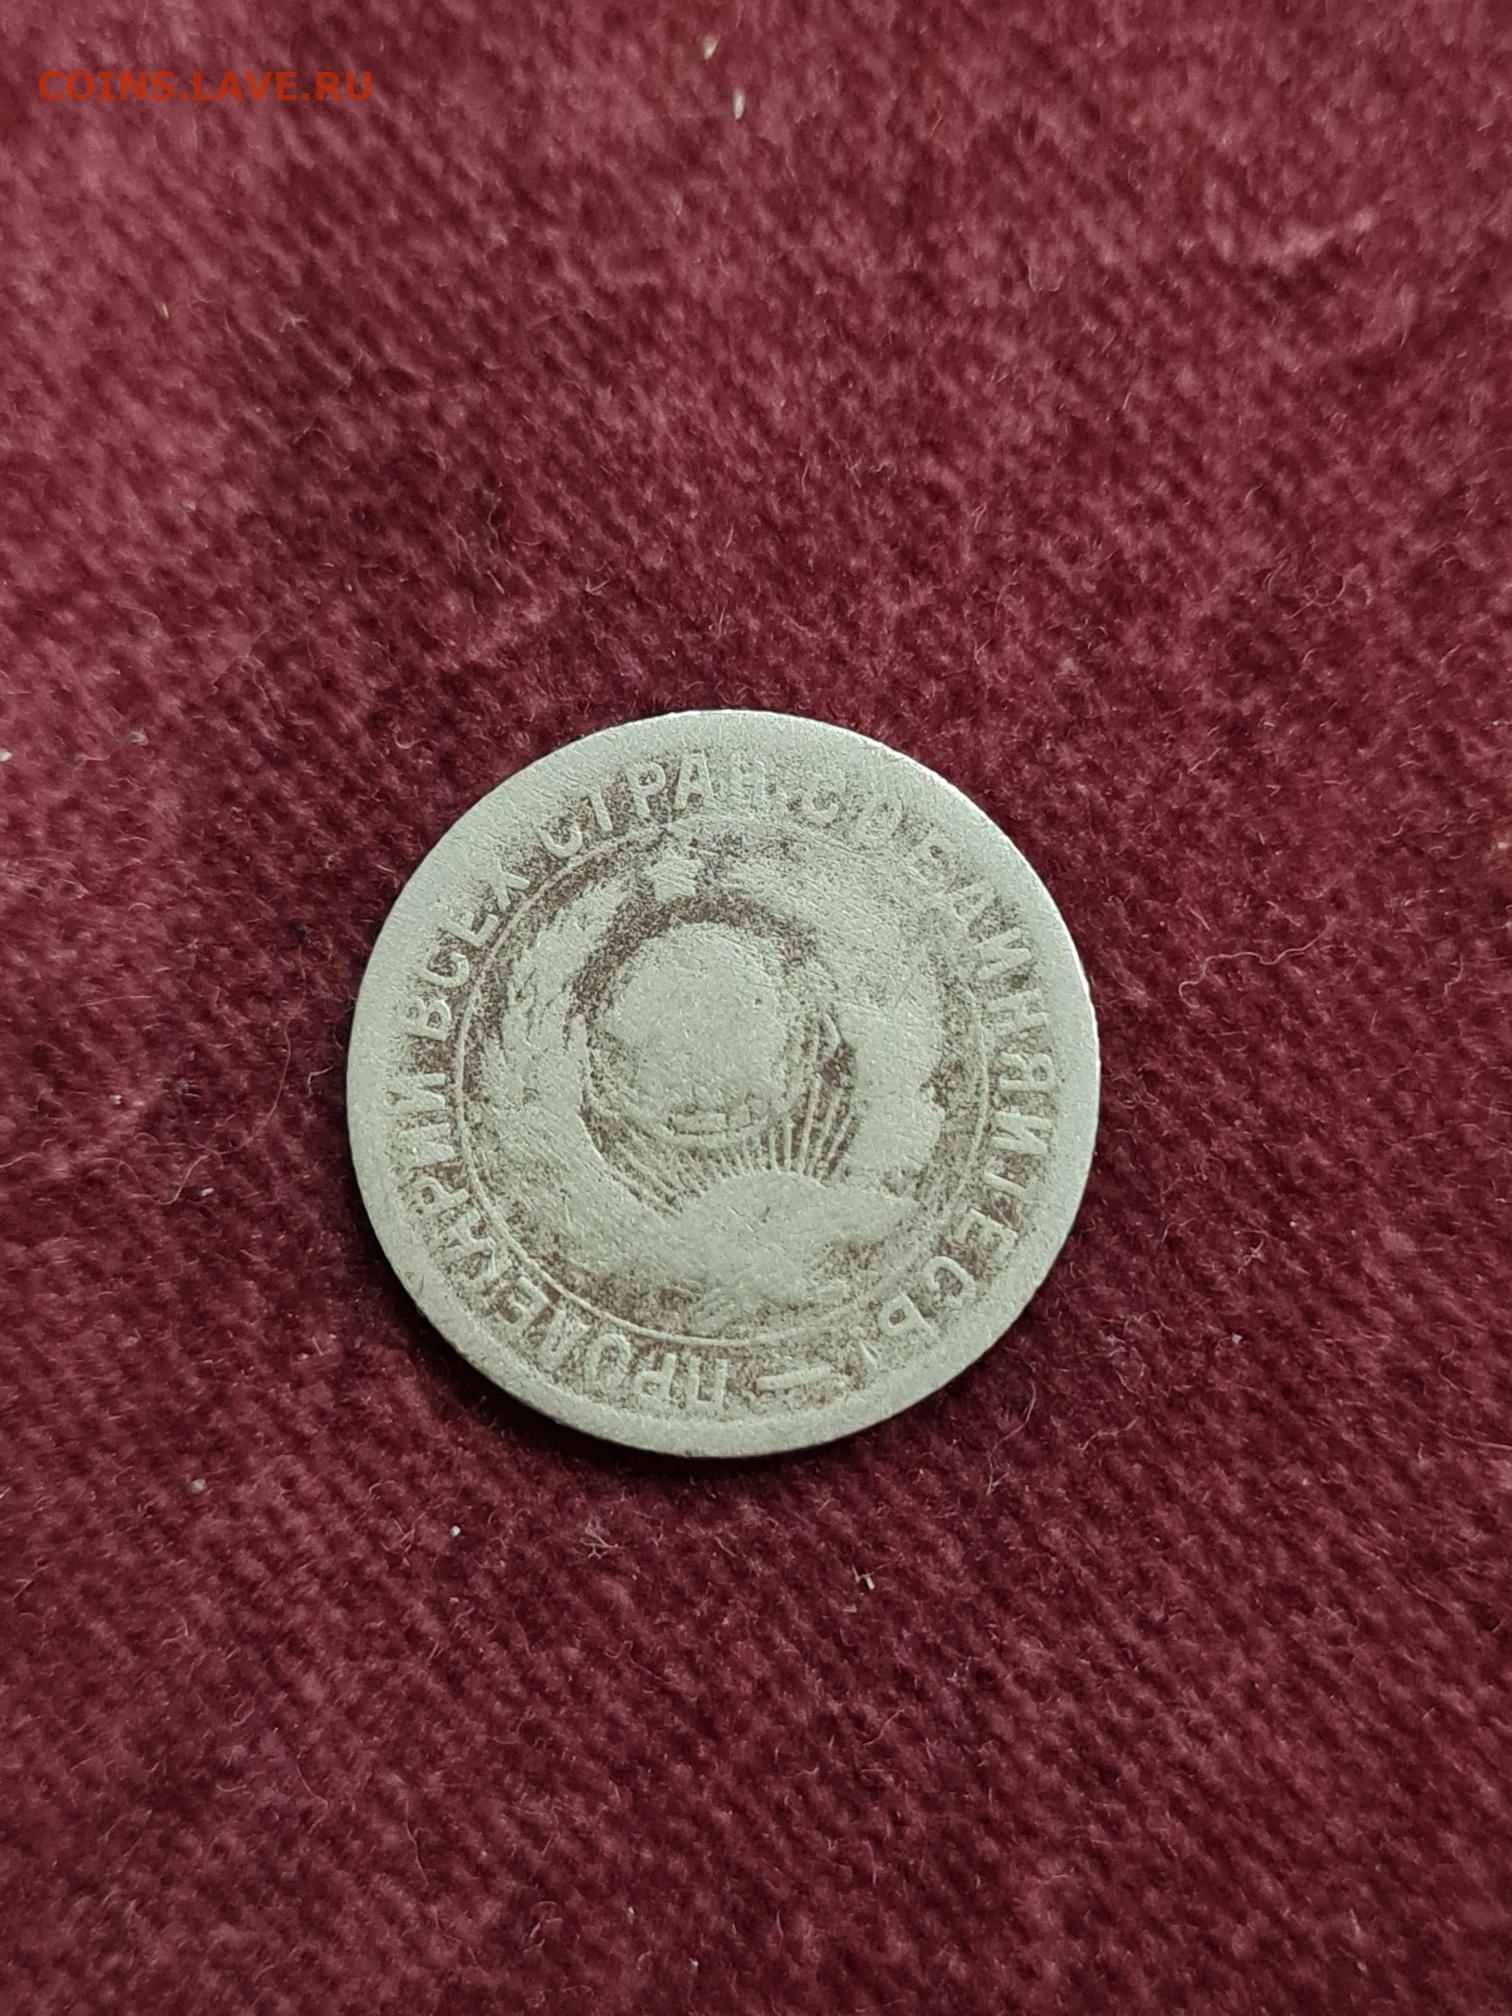 COINS.LAVE.RU
ПРОЛЕТАРИИ ВСЕХ СТРАН, СОЕДИНЯЙТЕСЬ! —